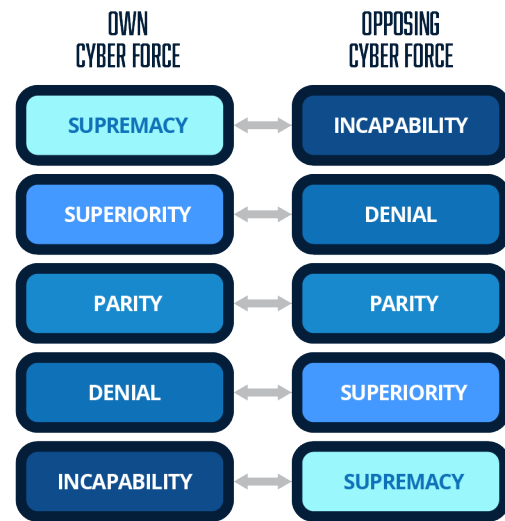 OWN
CYBER FORCE
OPPOSING
CYBER FORCE
SUPREMACY
INCAPABILITY
SUPERIORITY
DENIAL
PARITY
PARITY
DENIAL
SUPERIORITY
INCAPABILITY
SUPREMACY